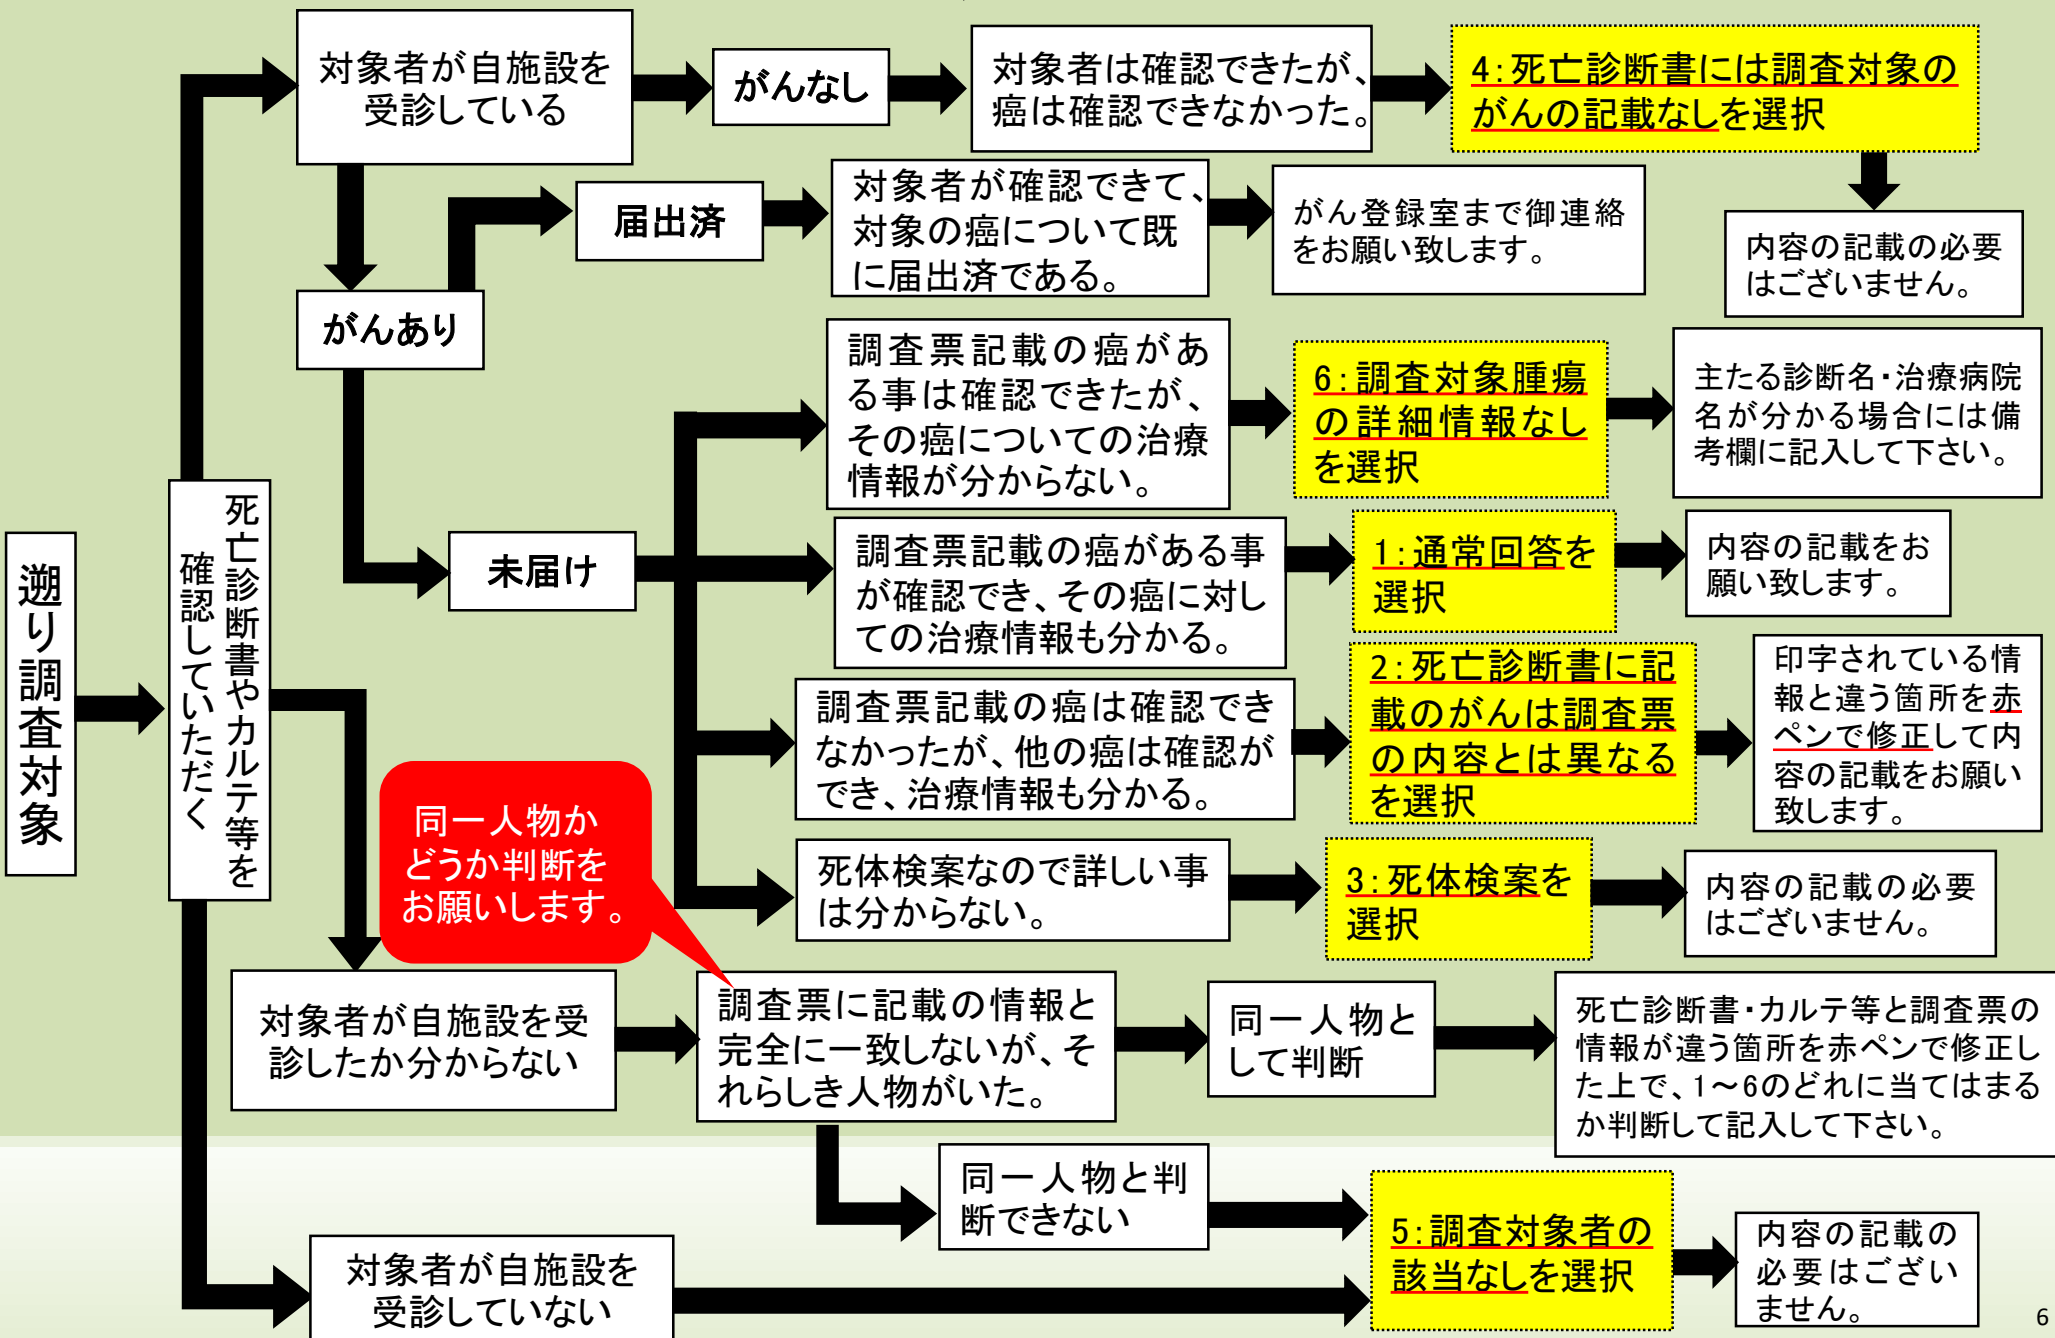 対象者が自施設を
受診している
がんなし
対象者は確認できたが、
癌は確認できなかった。
4：死亡診断書には調査対象の
がんの記載なしを選択
内容の記載の必要
はございません。
届出済
対象者が確認できて、
対象の癌について既
に届出済である。
がん登録室まで御連絡
をお願い致します。
がんあり
調査票記載の癌があ
る事は確認できたが、
その癌についての治療
情報が分からない。
6：調査対象腫瘍
の詳細情報なし
を選択
主たる診断名・治療病院
名が分かる場合には備
考欄に記入して下さい。
遡り調査対象
死亡診断書やカルテ等を
確認していただく
未届け
調査票記載の癌がある事
が確認でき、その癌に対し
ての治療情報も分かる。
1：通常回答を
選択
内容の記載をお
願い致します。
調査票記載の癌は確認でき
なかったが、他の癌は確認が
でき、治療情報も分かる。
2：死亡診断書に記
載のがんは調査票
の内容とは異なる
を選択
印字されている情
報と違う箇所を赤
ペンで修正して内
容の記載をお願い
致します。
同一人物か
どうか判断を
お願いします。
死体検案なので詳しい事
は分からない。
3：死体検案を
選択
内容の記載の必要
はございません。
対象者が自施設を受
診したか分からない
調査票に記載の情報と
完全に一致しないが、そ
れらしき人物がいた。
同一人物と
して判断
死亡診断書・カルテ等と調査票の
情報が違う箇所を赤ペンで修正し
た上で、1～6のどれに当てはまる
か判断して記入して下さい。
同一人物と判
断できない
5：調査対象者の
該当なしを選択
内容の記載の
必要はござい
ません。
対象者が自施設を
受診していない
6